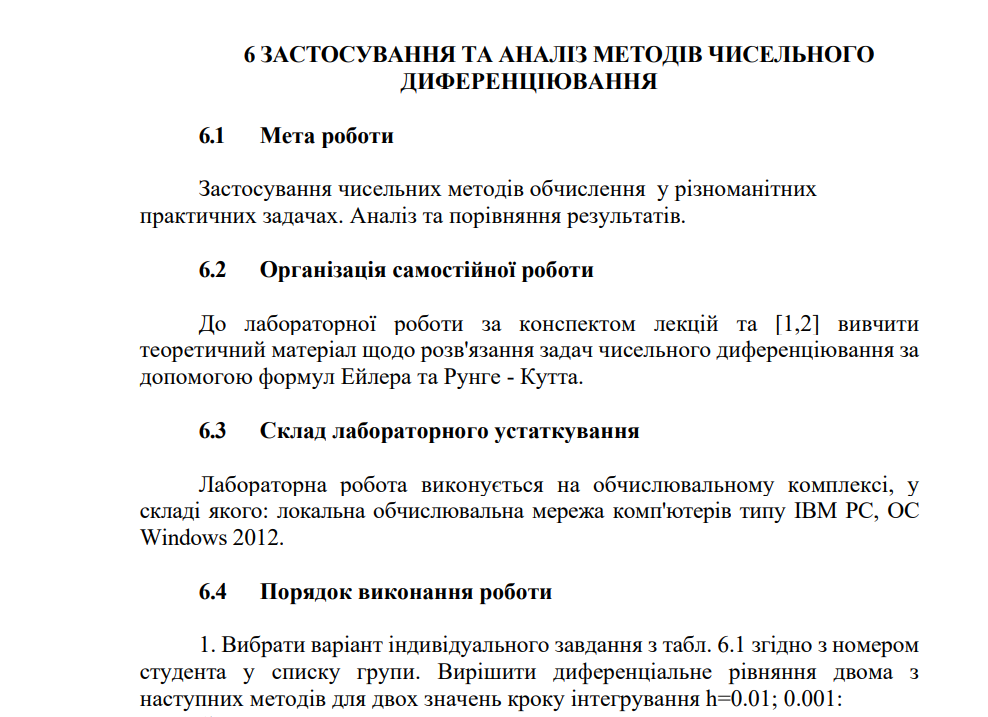 6 ЗАСТОСУВАННЯ ТА АНАЛІЗ МЕТОДІВ ЧИСЕЛЬНОГО
ДИФЕРЕНЦІЮВАННЯ
6.1 Мета роботи
Застосування чисельних методів обчислення у різноманітних
практичних задачах. Аналіз та порівняння результатів.
6.2 Організація самостійної роботи
До лабораторної роботи за конспектом лекцій та [1,2] вивчити
теоретичний матеріал щодо розв'язання задач чисельного диференціювання за
допомогою формул Ейлера та Рунге - Кутта.
6.3 Склад лабораторного устаткування
Лабораторна робота виконується на обчислювальному комплексі, у
складі якого: локальна обчислювальна мережа комп'ютерів типу IBM PC, ОС
Windows 2012.
6.4 Порядок виконання роботи
1. Вибрати варіант індивідуального завдання з табл. 6.1 згідно з номером
студента у списку групи. Вирішити диференціальне рівняння двома з
наступних методів для двох значень кроку інтегрування h=0.01; 0.001: